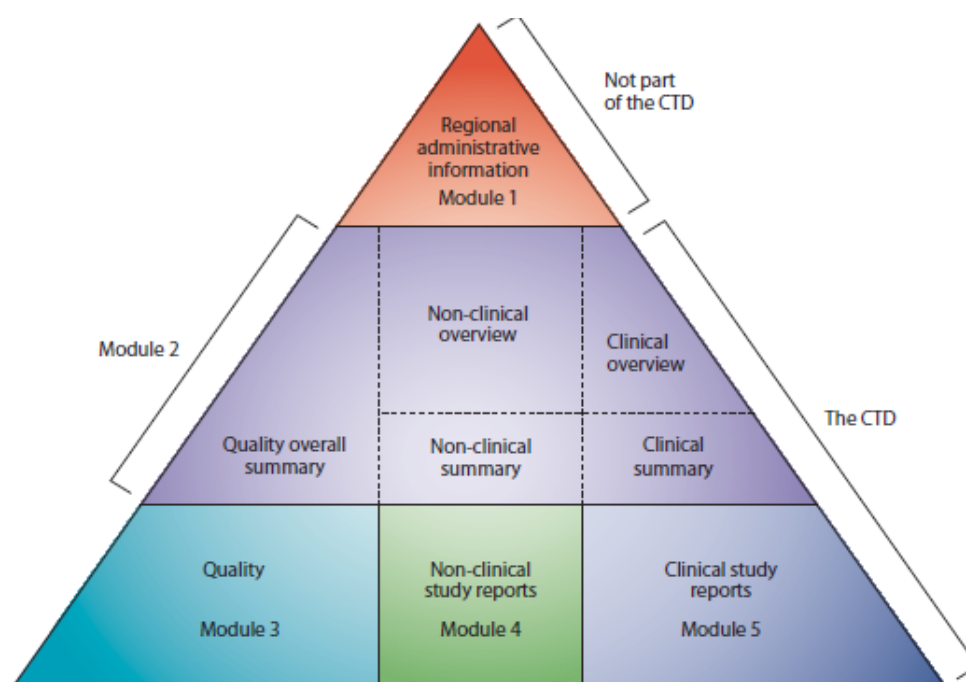 Not part
of the CTD
Regional
administrative
information
Module 1
Module 2
Non-clinical
overview
Clinical
overview
The CTD
Quality overall
summary
Non-clinical
summary
Clinical
summary
Quality
Module 3
Non-clinical
study reports
Module 4
Clinical study
reports
Module 5